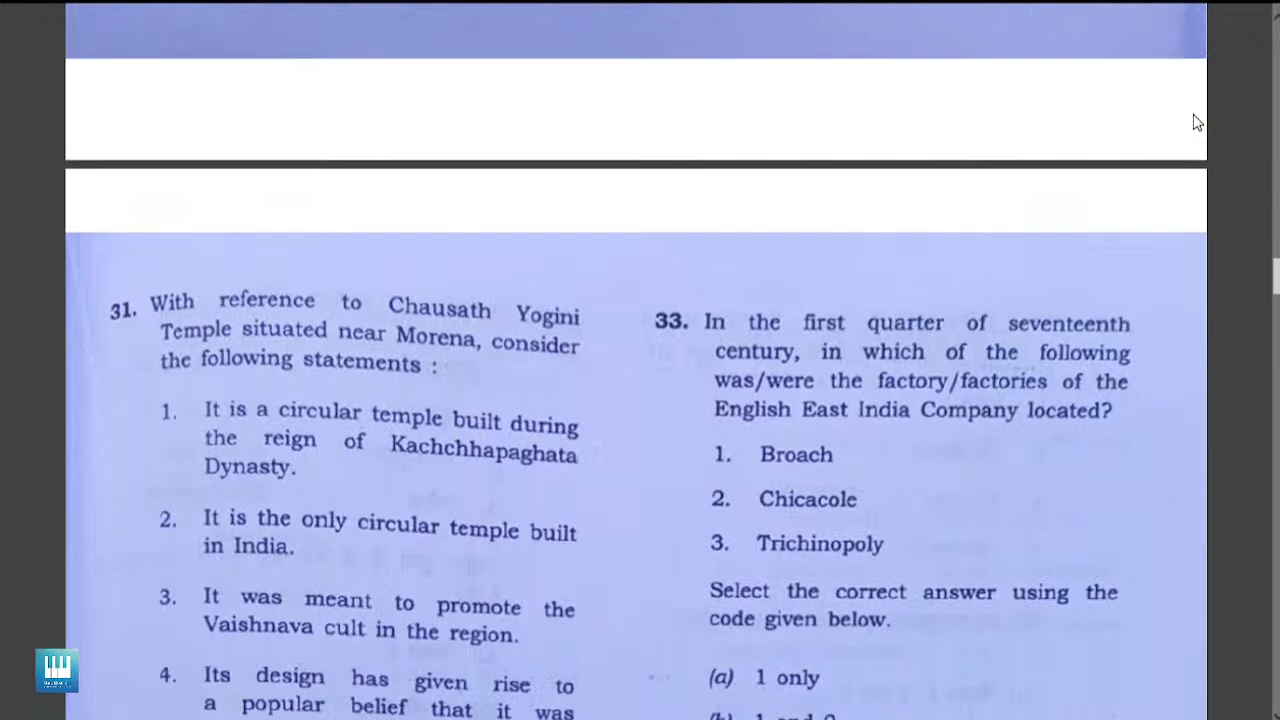 31. With reference to Chausath Yogini
Temple situated near Morena, consider
the following statements :
1. It is a circular temple built during
the reign of Kachchhapaghata
Dynasty.
2. It is the only circular temple built
in India.
3. It was meant to promote the
Vaishnava cult in the region.
4. Its design has given rise to
a popular belief that it was
33. In the first quarter of seventeenth
century, in which of the following
was/were the factory/factories of the
English East India Company located?
1. Broach
2. Chicacole
3. Trichinopoly
Select the correct answer using the
code given below.
(a) 1 only